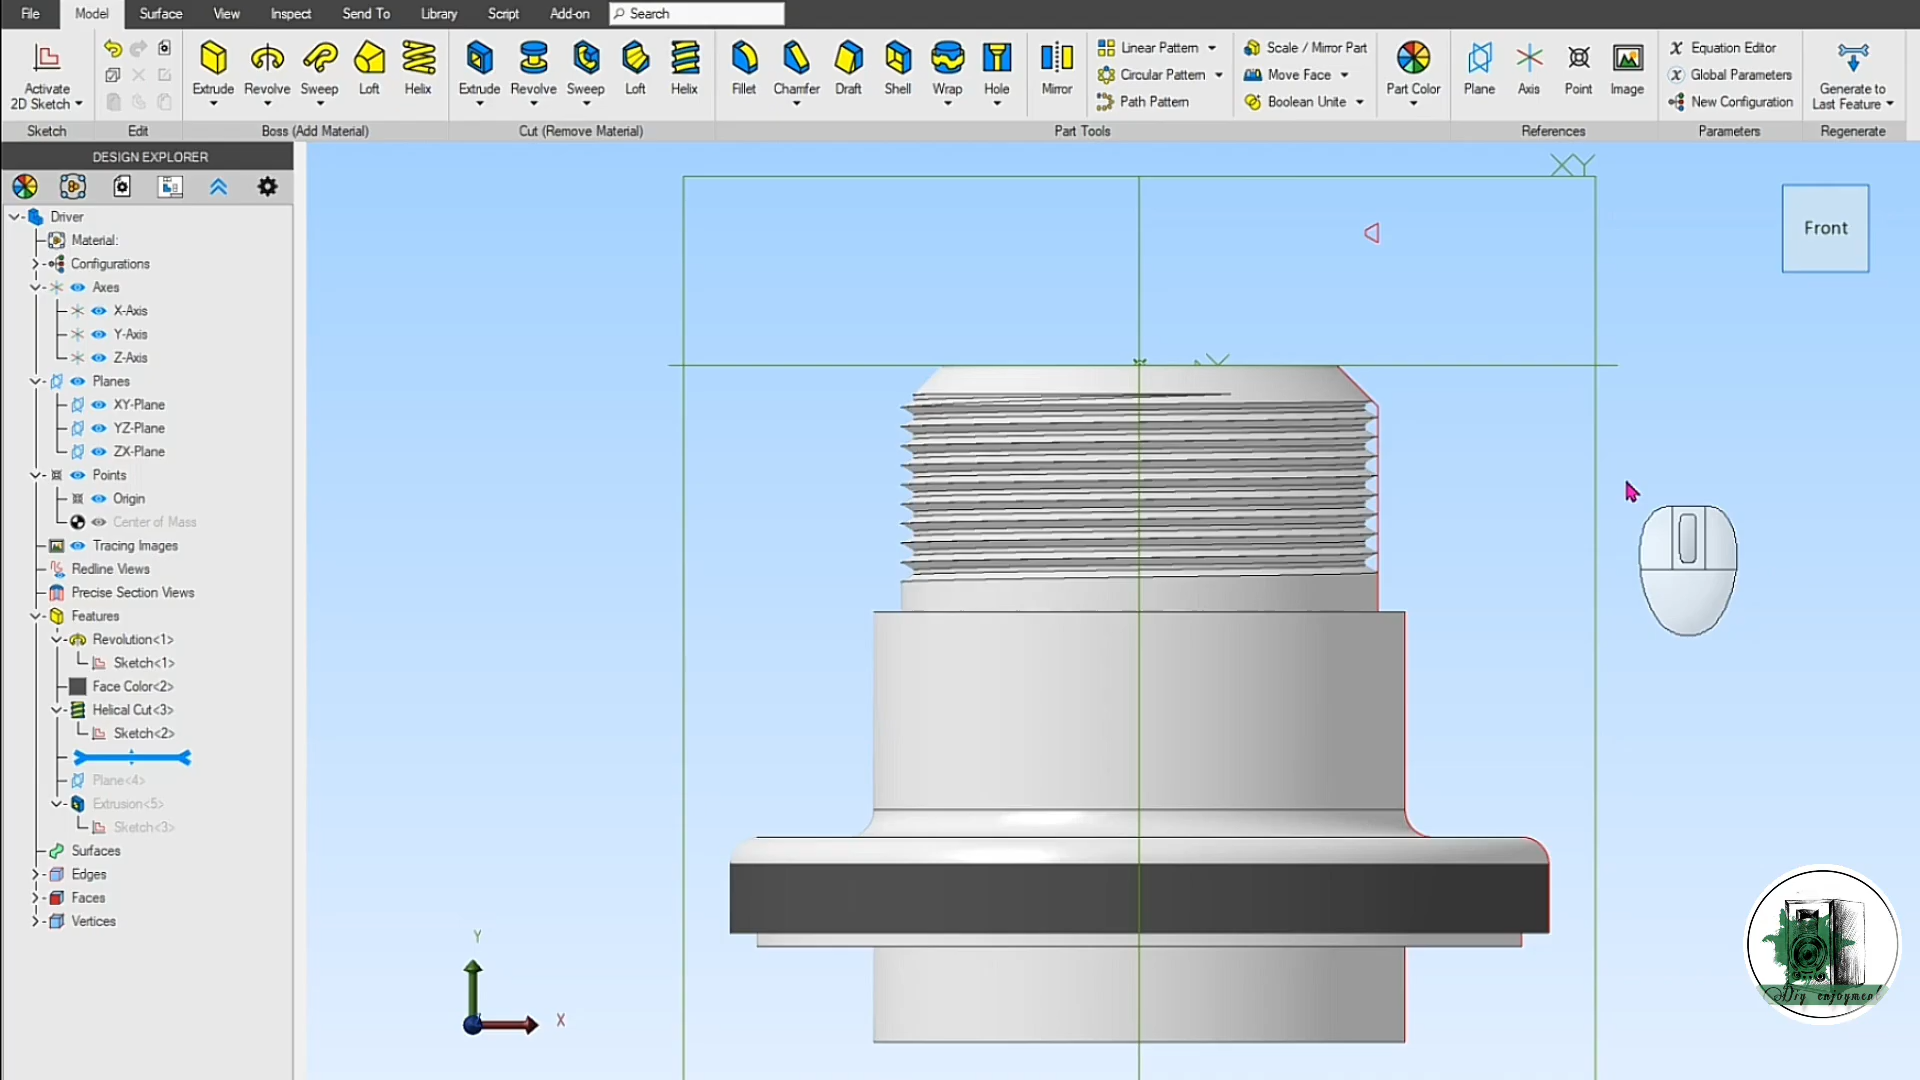 File Model Surface View Inspect Send To Library Script Add-on Search
Activate 2D Sketch
Extrude Revolve Sweep Loft Helix
Extrude Revolve Sweep Loft Helix
Fillet Chamfer Draft Shell Wrap Hole
Mirror
Linear Pattern
Circular Pattern
Path Pattern
Scale / Mirror Part
Move Face
Boolean Unite
Part Color
Plane Axis Point Image
Equation Editor
Global Parameters
New Configuration
Generate to Last Feature
Sketch Edit Boss (Add Material) Cut (Remove Material) Part Tools References Parameters Regenerate
DESIGN EXPLORER
Driver
Material:
Configurations
Axes
X-Axis
Y-Axis
Z-Axis
Planes
XY-Plane
YZ-Plane
ZX-Plane
Points
Origin
Center of Mass
Tracing Images
Redline Views
Precise Section Views
Features
Revolution<1>
Sketch<1>
Face Color<2>
Helical Cut<3>
Sketch<2>
Plane<4>
Extrusion<5>
Sketch<3>
Surfaces
Edges
Faces
Vertices
XY
Front
Y
X
Diy enjoyment